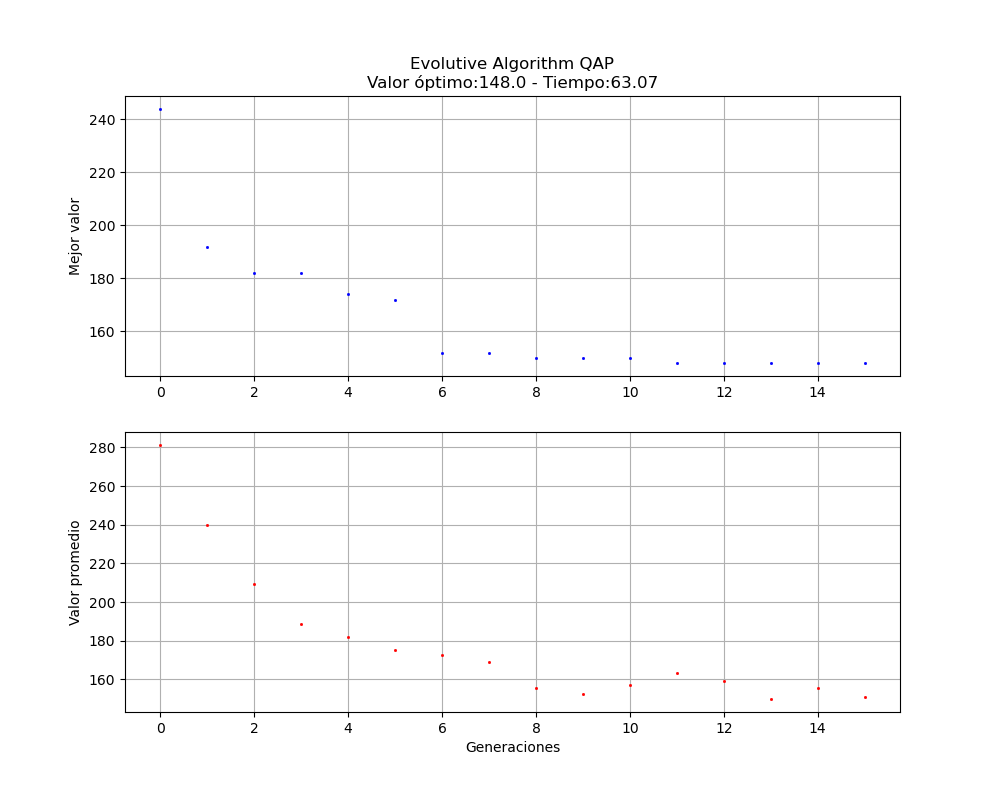 Evolutive Algorithm QAP
Valor óptimo:148.0 - Tiempo:63.07
Mejor valor
240
220
200
180
160
0 2 4 6 8 10 12 14
Valor promedio
280
260
240
220
200
180
160
0 2 4 6 8 10 12 14
Generaciones